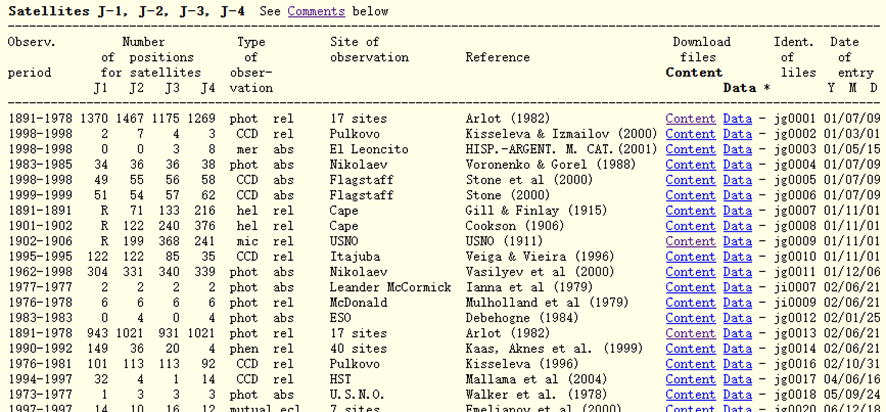 Satellites J-1, J-2, J-3, J-4 See Comments below
Observ. Number Type Site of Download Ident. Date
of positions of observation Reference files of of
period for satellites obser- Content liles entry
J1 J2 J3 J4 vation Data * Y M D
1891-1978 1370 1467 1175 1269 phot rel 17 sites Arlot (1982) Content Data - jg0001 01/07/09
1998-1998 2 7 4 3 CCD rel Pulkovo Kisseleva & Izmailov (2000) Content Data - jg0002 01/03/01
1998-1998 0 0 3 8 mer abs El Leoncito HISP.-ARGENT. M. CAT.(2001) Content Data - jg0003 01/05/15
1983-1985 34 36 36 38 phot abs Nikolaev Voronenko & Gorel (1988) Content Data - jg0004 01/07/09
1998-1998 49 55 56 58 CCD abs Flagstaff Stone et al (2000) Content Data - jg0005 01/07/09
1999-1999 51 54 57 62 CCD abs Flagstaff Stone (2000) Content Data - jg0006 01/07/09
1891-1891 R 71 133 216 hel rel Cape Gill & Finlay (1915) Content Data - jg0007 01/11/01
1901-1902 R 122 240 376 hel rel Cape Cookson (1906) Content Data - jg0008 01/11/01
1902-1906 R 199 368 241 mic rel USNO USNO (1911) Content Data - jg0009 01/11/01
1995-1995 122 122 85 35 CCD rel Itajuba Veiga & Vieira (1996) Content Data - jg0010 01/11/01
1962-1998 304 331 340 339 phot abs Nikolaev Vasilyev et al (2000) Content Data - jg0011 01/12/06
1977-1977 2 2 2 2 phot abs Leander McCormick Ianna et al (1979) Content Data - ji0007 02/06/21
1976-1978 6 6 6 6 phot rel McDonald Mulholland et al (1979) Content Data - ji0009 02/06/21
1983-1983 0 4 0 4 phot abs ESO Debehogne (1984) Content Data - jg0012 02/01/25
1891-1978 943 1021 931 1021 phot rel 17 sites Arlot (1982) Content Data - jg0013 02/06/21
1990-1992 149 36 20 4 phen rel 40 sites Kaas, Aknes et al. (1999) Content Data - jg0014 02/06/21
1976-1981 101 113 113 92 CCD rel Pulkovo Kisseleva (1996) Content Data - jg0016 02/10/31
1994-1997 32 4 1 14 CCD rel HST Mallama et al (2004) Content Data - jg0017 04/06/16
1973-1977 1 3 3 3 phot abs U.S.N.O. Walker et al. (1978) Content Data - jg0018 05/09/24
1997-1997 14 10 16 12 mutual ecl 7 sites Emelianov et al (2000) Content Data - jg0020 06/12/18